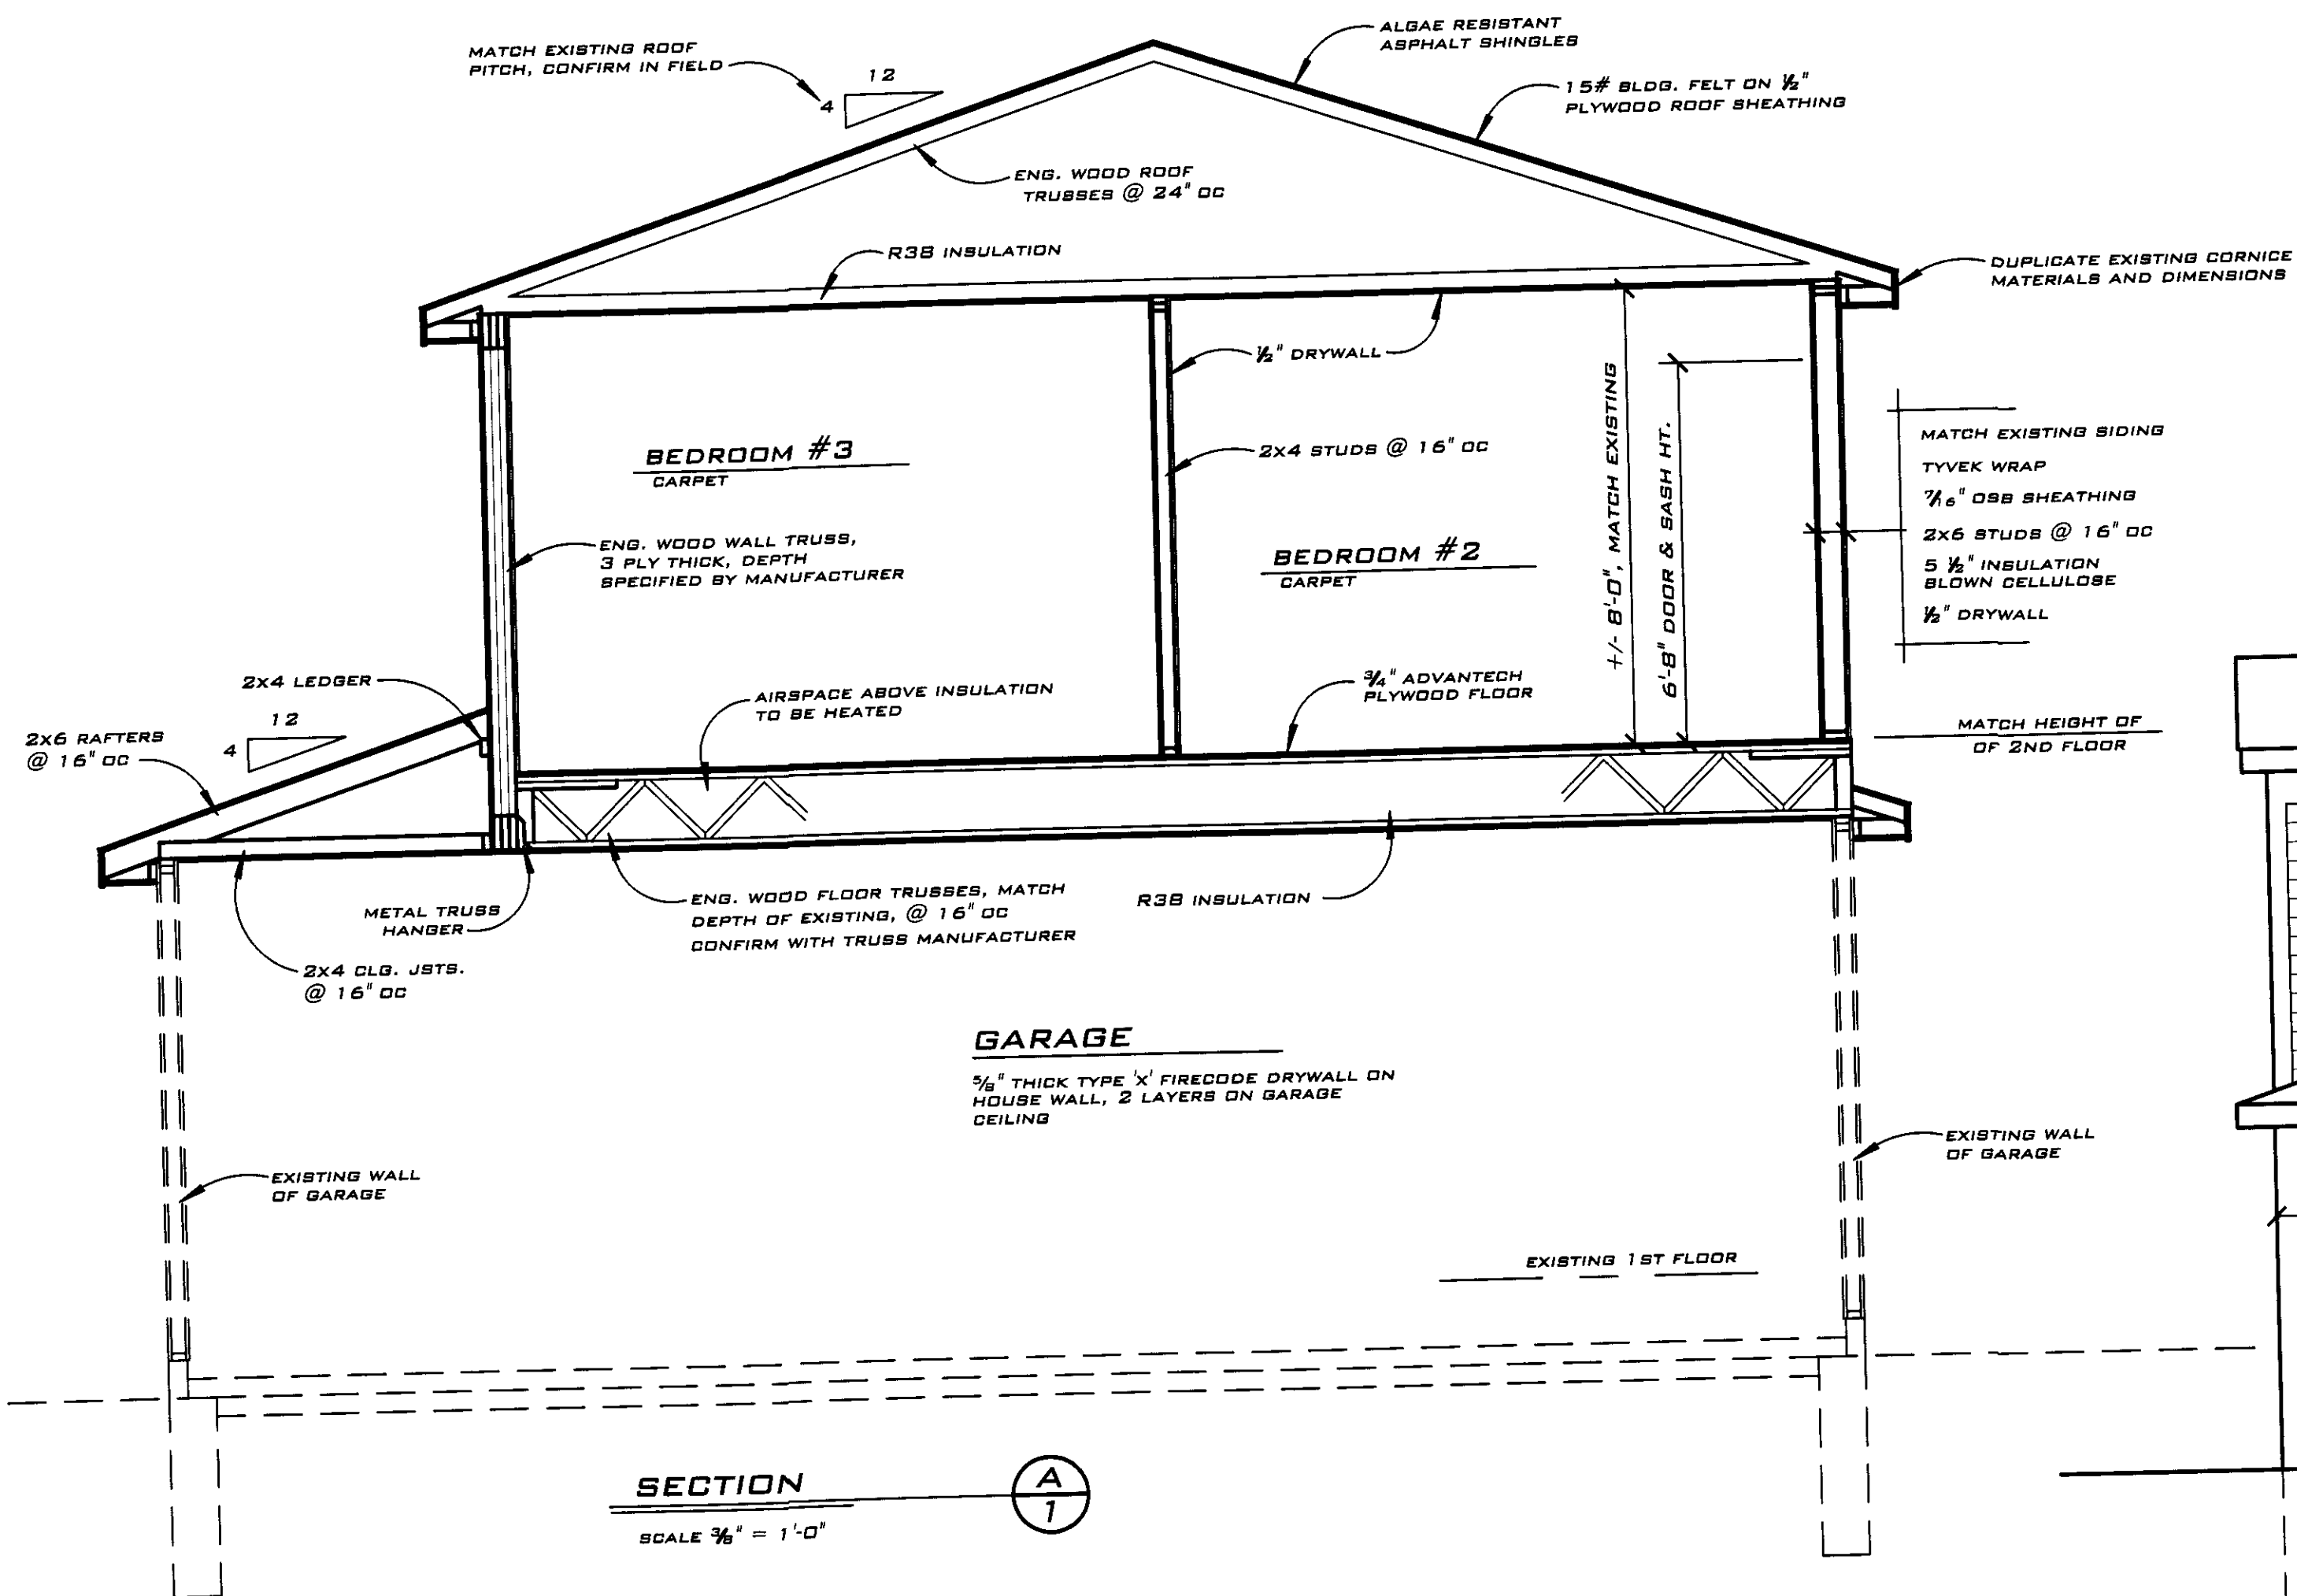 MATCH EXISTING ROOF
PITCH, CONFIRM IN FIELD
12
4
ALGAE RESISTANT
ASPHALT SHINGLES
15# BLDG. FELT ON ½"
PLYWOOD ROOF SHEATHING
ENG. WOOD ROOF
TRUSSES @ 24" OC
R38 INSULATION
DUPLICATE EXISTING CORNICE
MATERIALS AND DIMENSIONS
½" DRYWALL
BEDROOM #3
CARPET
2X4 STUDS @ 16" OC
ENG. WOOD WALL TRUSS,
3 PLY THICK, DEPTH
SPECIFIED BY MANUFACTURER
BEDROOM #2
CARPET
+/- 8'-0", MATCH EXISTING
6'-8" DOOR & SASH HT.
MATCH EXISTING SIDING
TYVEK WRAP
7/16" OSB SHEATHING
2X6 STUDS @ 16" OC
5 ½" INSULATION
BLOWN CELLULOSE
½" DRYWALL
2X4 LEDGER
12
4
2X6 RAFTERS
@ 16" OC
AIRSPACE ABOVE INSULATION
TO BE HEATED
¾" ADVANTECH
PLYWOOD FLOOR
MATCH HEIGHT OF
OF 2ND FLOOR
METAL TRUSS
HANGER
ENG. WOOD FLOOR TRUSSES, MATCH
DEPTH OF EXISTING, @ 16" OC
CONFIRM WITH TRUSS MANUFACTURER
R38 INSULATION
2X4 CLG. JSTS.
@ 16" OC
GARAGE
⅝" THICK TYPE 'X' FIRECODE DRYWALL ON
HOUSE WALL, 2 LAYERS ON GARAGE
CEILING
EXISTING WALL
OF GARAGE
EXISTING WALL
OF GARAGE
EXISTING 1ST FLOOR
SECTION
A
1
SCALE ⅜" = 1'-0"